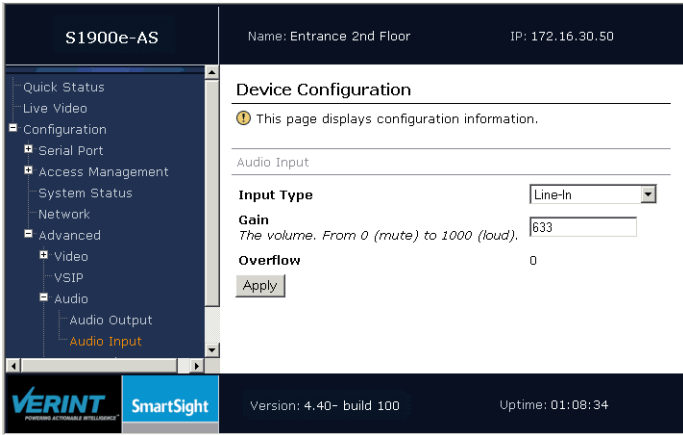 S1900e-AS
Name: Entrance 2nd Floor
IP: 172.16.30.50
Quick Status
Live Video
Configuration
Serial Port
Access Management
System Status
Network
Advanced
Video
VSIP
Audio
Audio Output
Audio Input
Device Configuration
This page displays configuration information.
Audio Input
Input Type
Line-In
Gain
The volume. From 0 (mute) to 1000 (loud).
633
Overflow
0
Apply
VERINT
POWERING ACTIONABLE INTELLIGENCE
SmartSight
Version: 4.40- build 100
Uptime: 01:08:34